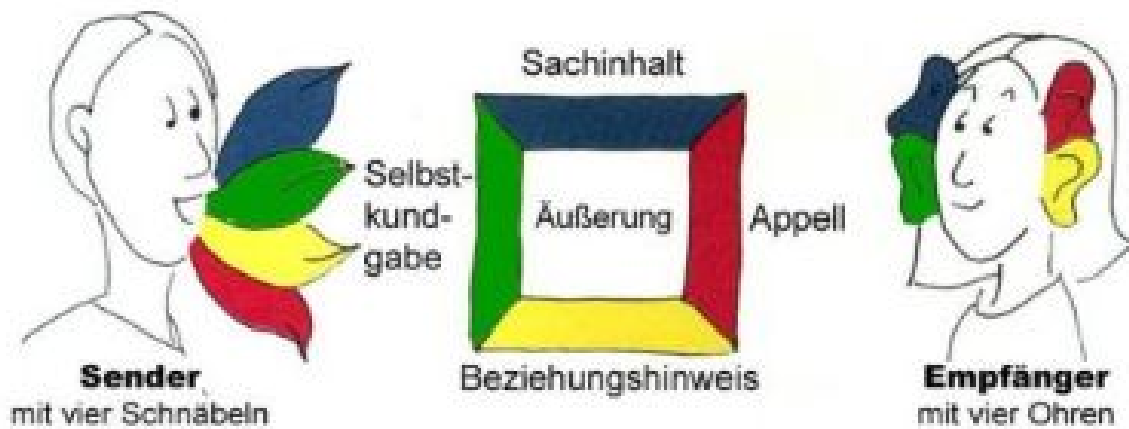 Sachinhalt
Selbst-
kund-
gabe
Äußerung
Appell
Beziehungshinweis
Sender
mit vier Schnäbeln
Empfänger
mit vier Ohren